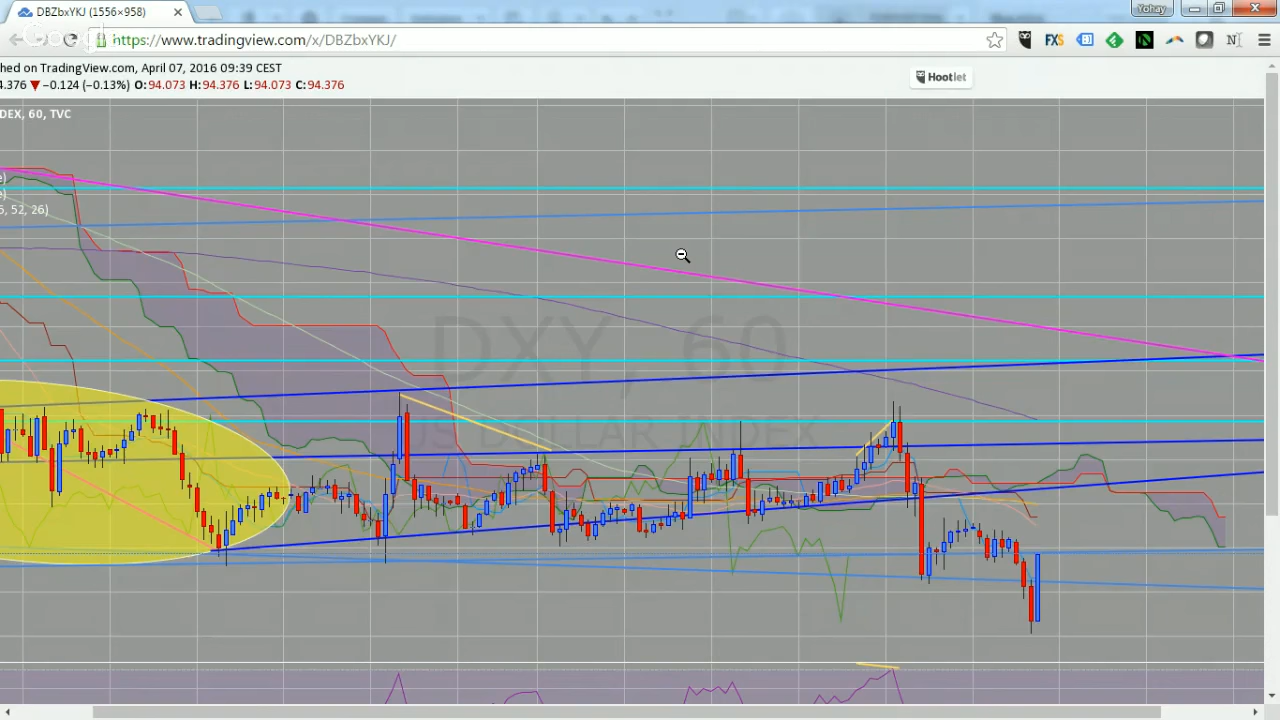 DBZbxYKJ (1556×958)
Yohay
https://www.tradingview.com/x/DBZbxYKJ/
FXS
hed on TradingView.com, April 07, 2016 09:39 CEST
4.376 ▼ −0.124 (−0.13%) O: 94.073 H: 94.376 L: 94.073 C: 94.376
Hootlet
DEX, 60, TVC
e)
e)
5, 52, 26)
DXY, 60
US DOLLAR INDEX